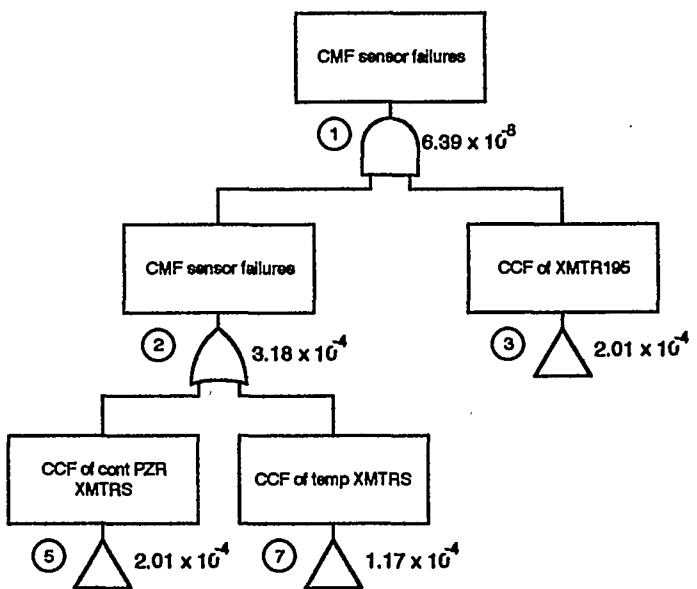 CMF sensor failures
1
6.39 x 10^-8
CMF sensor failures
CCF of XMTR195
2
3.18 x 10^-4
3
2.01 x 10^-4
CCF of cont PZR
XMTRS
CCF of temp XMTRS
5
2.01 x 10^-4
7
1.17 x 10^-4